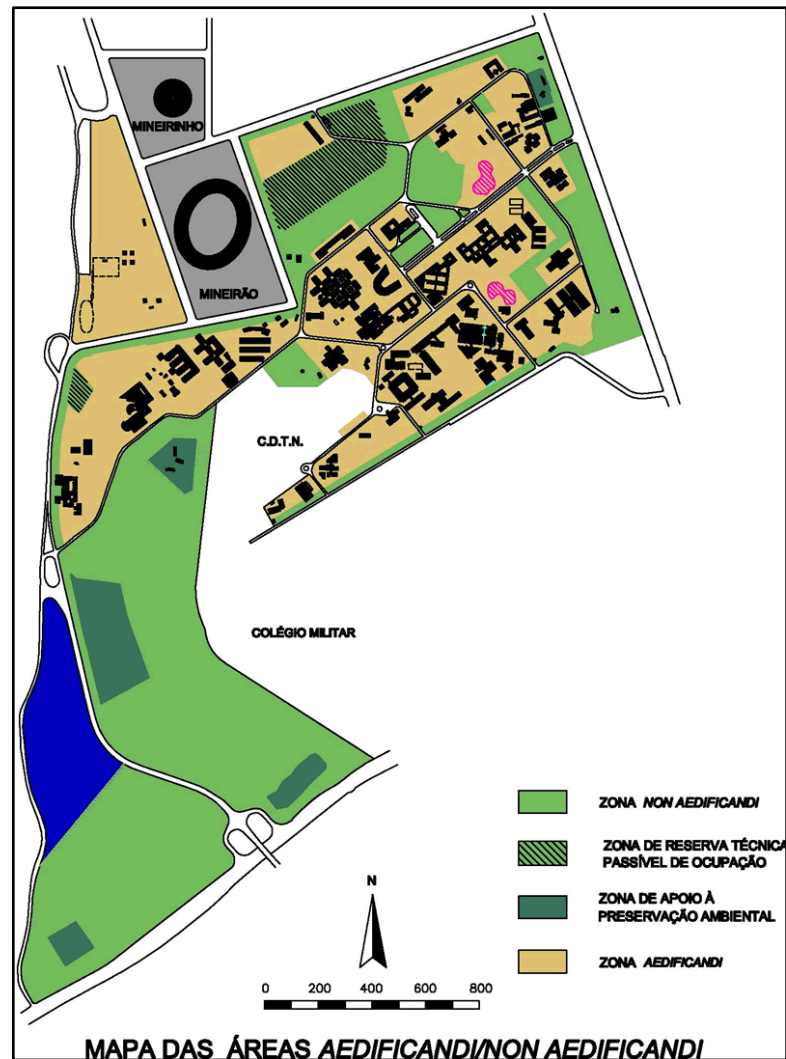 MINEIRINHO
MINEIRÃO
C.D.T.N.
COLÉGIO MILITAR
ZONA NON AEDIFICANDI
ZONA DE RESERVA TÉCNICA
PASSÍVEL DE OCUPAÇÃO
ZONA DE APOIO À
PRESERVAÇÃO AMBIENTAL
ZONA AEDIFICANDI
N
0 200 400 600 800
MAPA DAS ÁREAS AEDIFICANDI/NON AEDIFICANDI